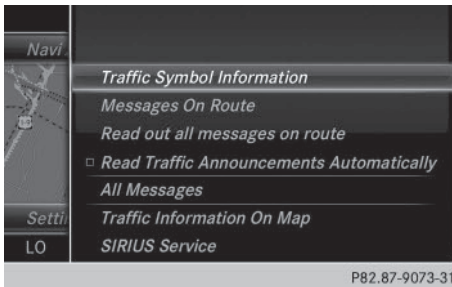 Navi
Traffic Symbol Information
Messages On Route
Read out all messages on route
Read Traffic Announcements Automatically
All Messages
Setti
Traffic Information On Map
LO
SIRIUS Service
P82.87-9073-31